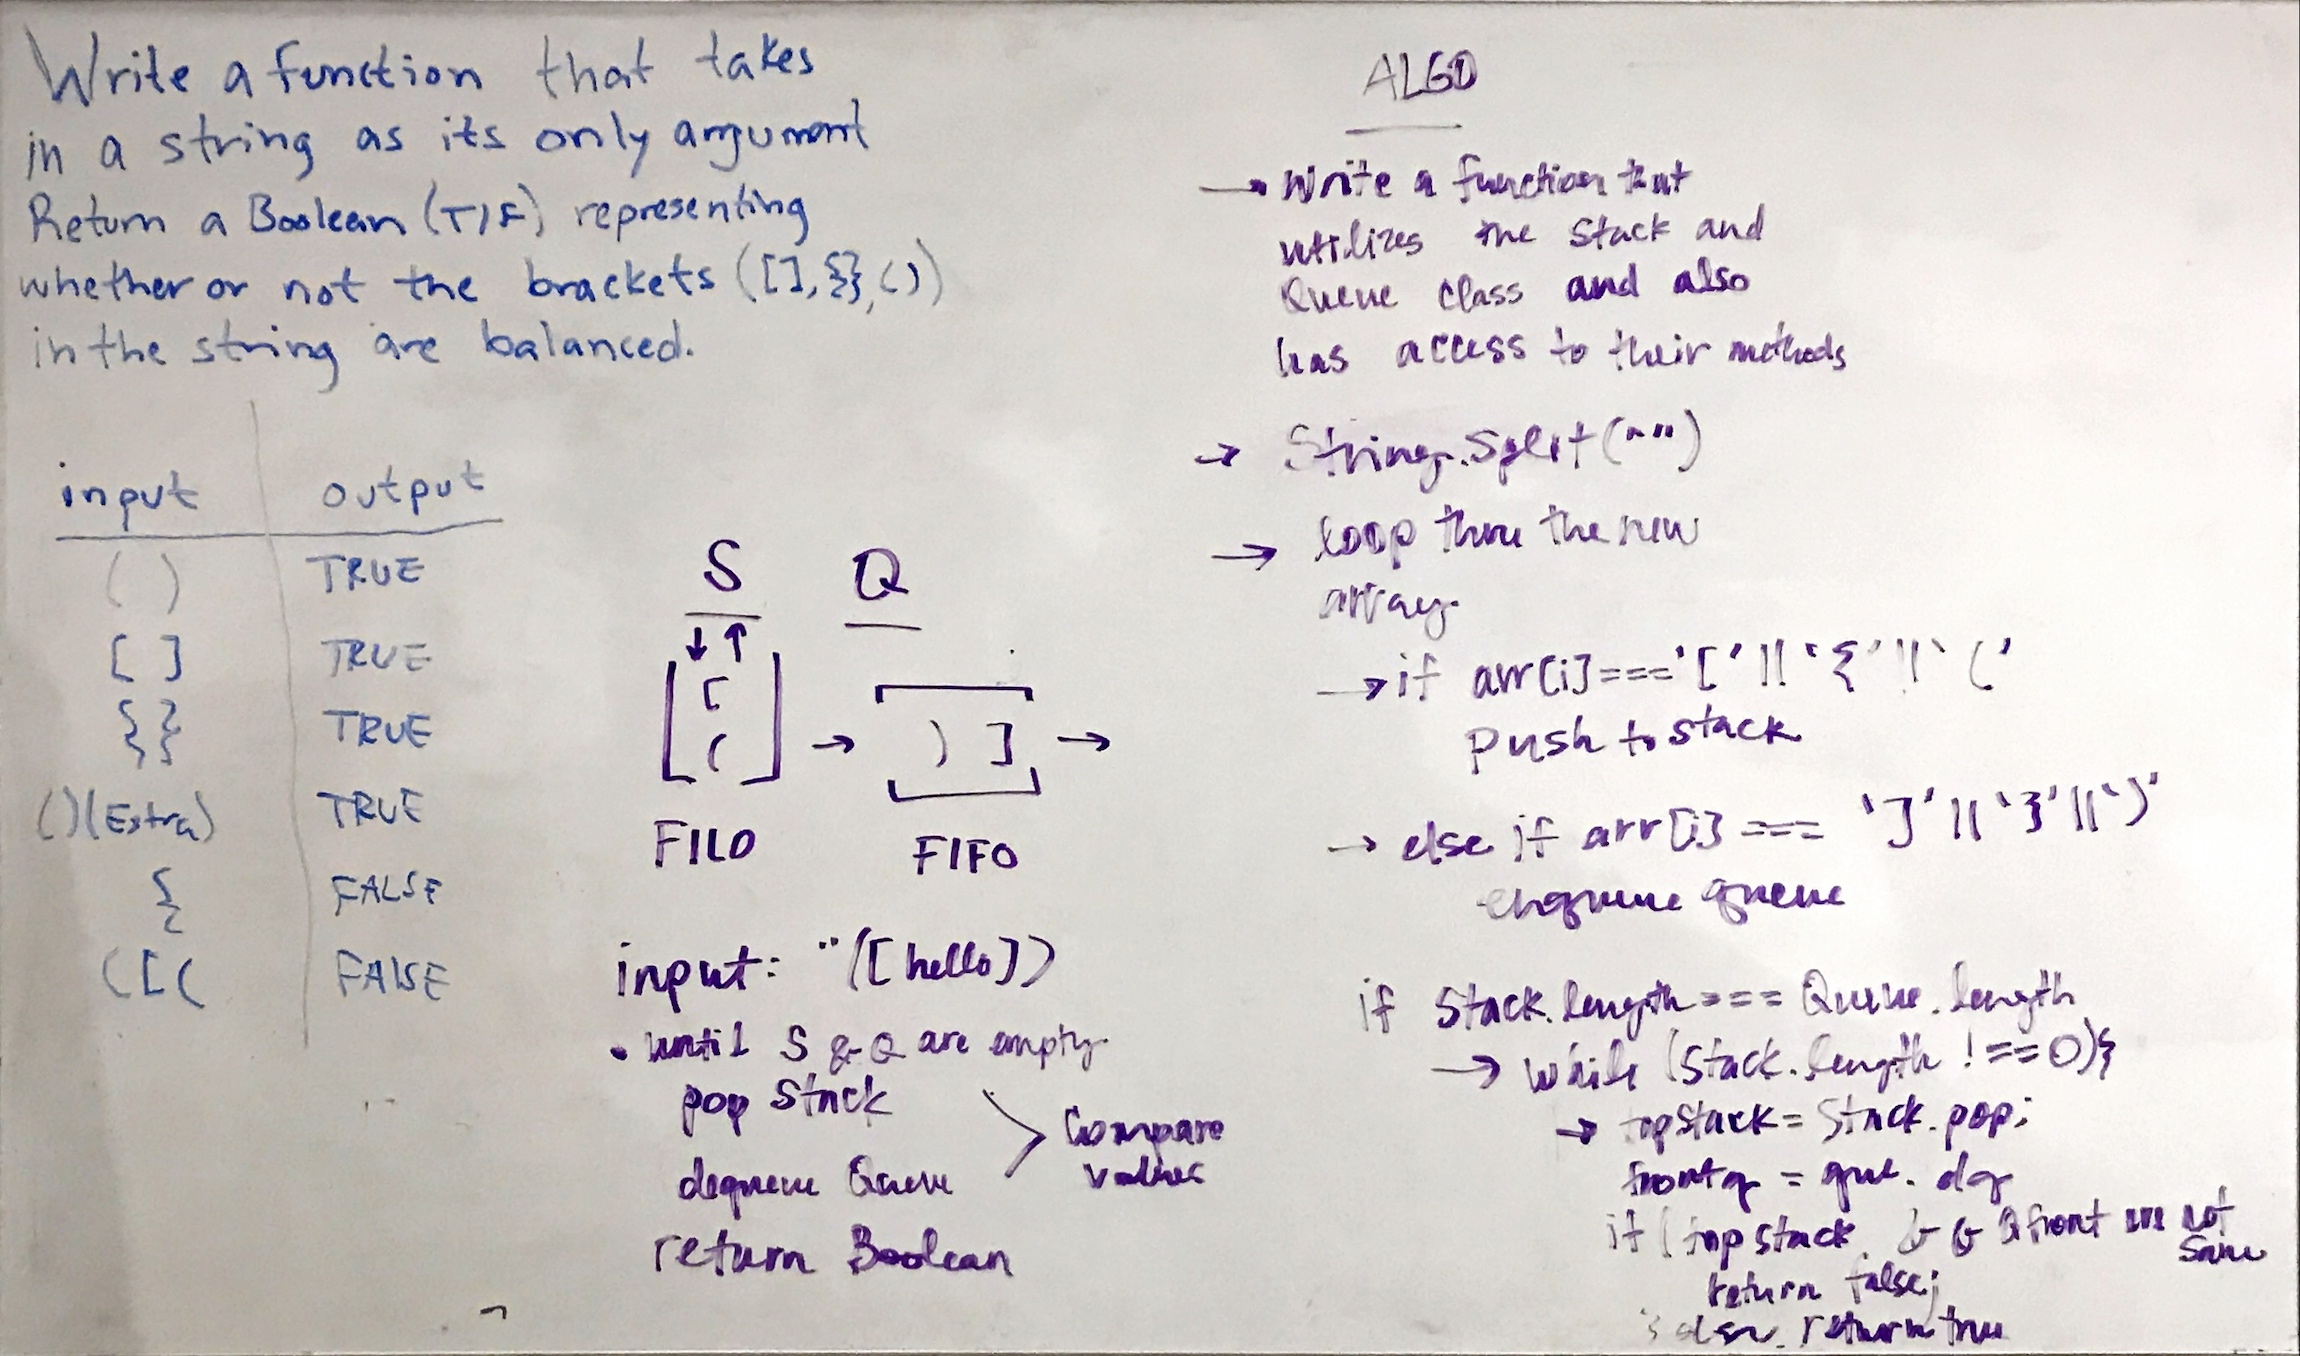 Write a function that takes
in a string as its only argument
Return a Boolean (T/F) representing
whether or not the brackets ([], {}, ())
in the string are balanced.
input output
( ) TRUE
[ ] TRUE
{ } TRUE
()(Extra) TRUE
{ FALSE
([( FALSE
S Q
[
( ) ]
FILO FIFO
input: "([hello])
• until S & Q are empty.
pop Stack
dequeue Queue
Compare
values
return Boolean
ALGO
→ Write a function that
utilizes the Stack and
Queue class and also
has access to their methods
→ String.split("")
→ loop thru the new
array.
→ if arr[i]==='[' || '{' || '('
push to stack
→ else if arr[i] === ']' || '}' || ')'
enqueue queue
if Stack.length === Queue.length
→ while (Stack.length !==0){
→ topStack = Stack.pop;
frontq = que.dq
if ( topstack && Qfront are not
same
return false;
else return true